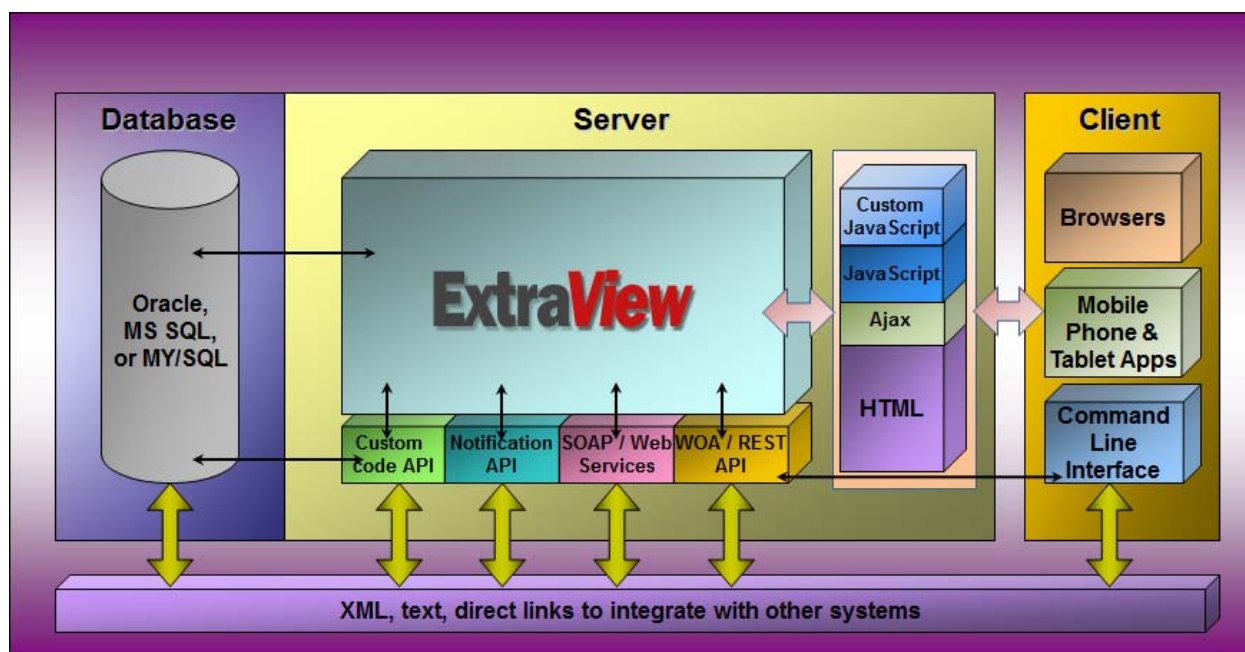 Database
Server
Client
Oracle,
MS SQL,
or MY/SQL
ExtraView
Custom
JavaScript
JavaScript
Ajax
HTML
Browsers
Mobile
Phone &
Tablet Apps
Command
Line
Interface
Custom
code API
Notification
API
SOAP / Web
Services
WOA / REST
API
XML, text, direct links to integrate with other systems